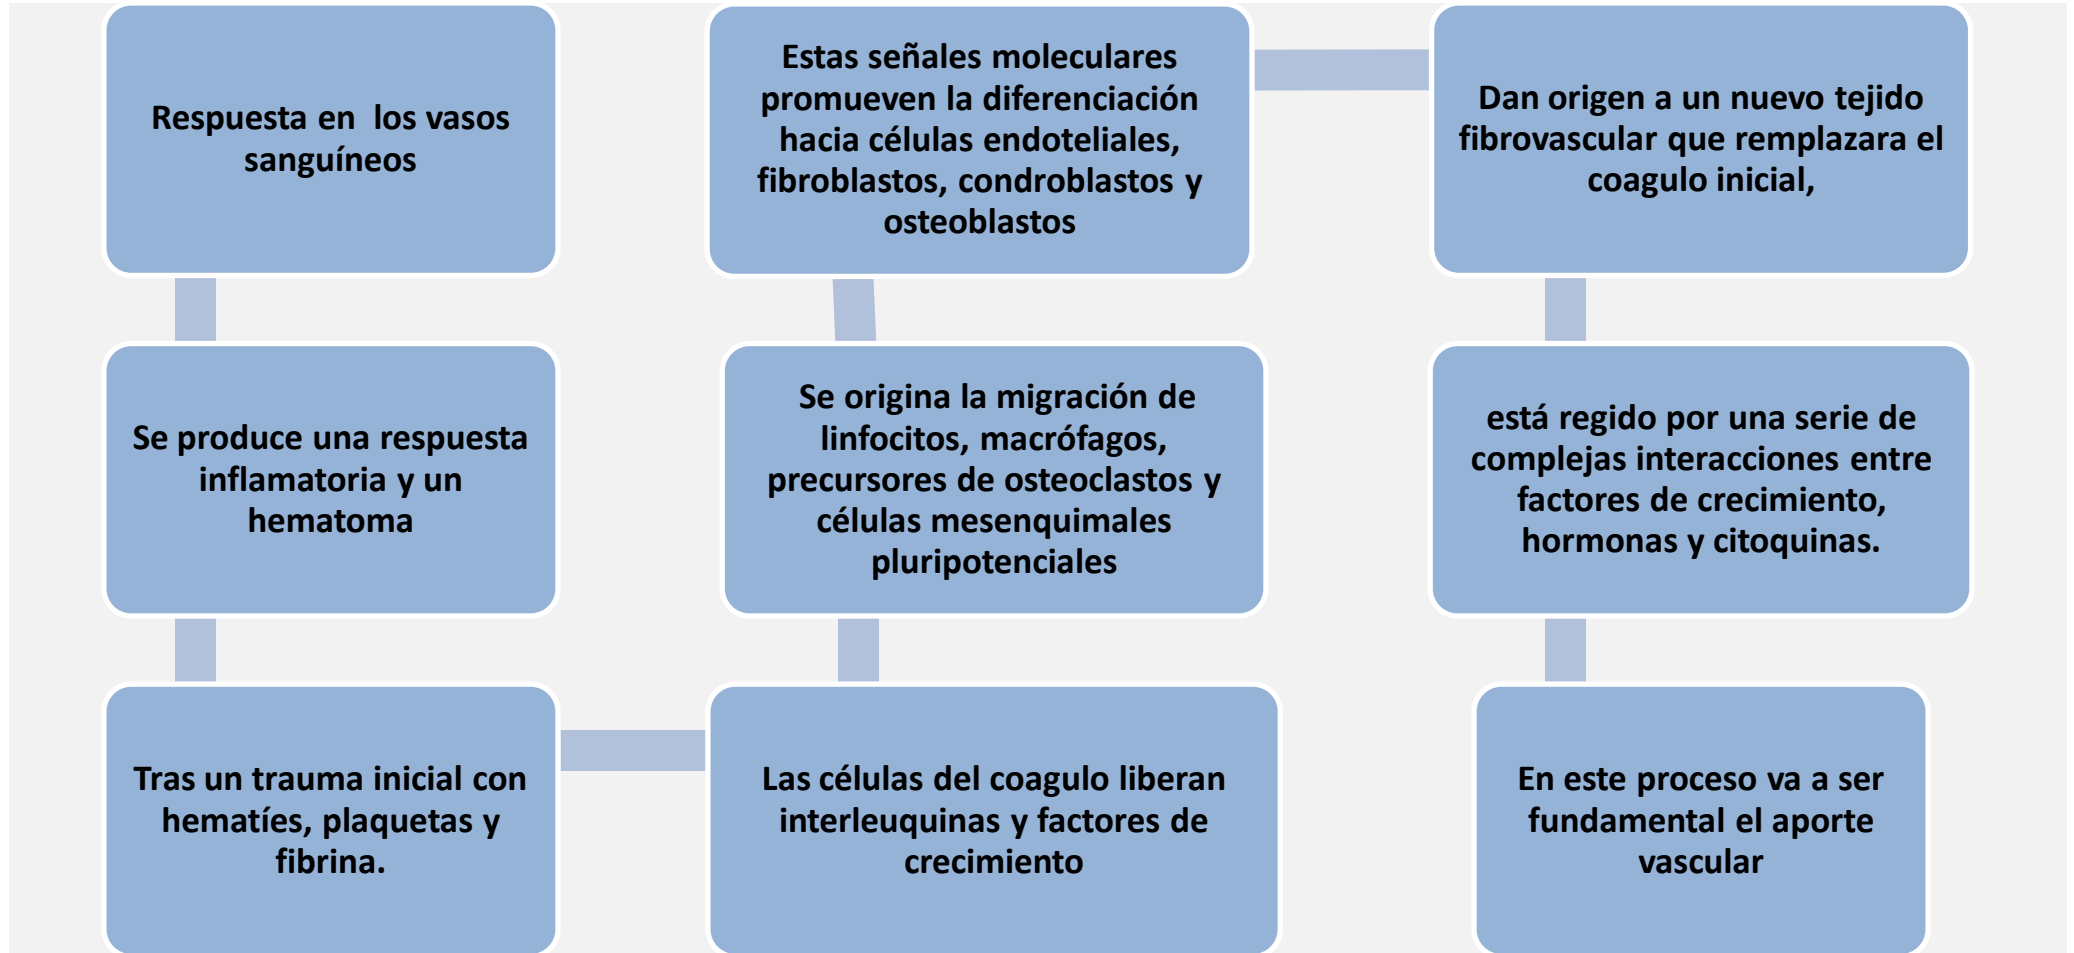 Respuesta en  los vasos
sanguíneos
Se produce una respuesta
inflamatoria y un
hematoma
Tras un trauma inicial con
hematíes, plaquetas y
fibrina.
Las células del coagulo liberan
interleuquinas y factores de
crecimiento
Se origina la migración de
linfocitos, macrófagos,
precursores de osteoclastos y
células mesenquimales
pluripotenciales
Estas señales moleculares
promueven la diferenciación
hacia células endoteliales,
fibroblastos, condroblastos y
osteoblastos
Dan origen a un nuevo tejido
fibrovascular que remplazara el
coagulo inicial,
está regido por una serie de
complejas interacciones entre
factores de crecimiento,
hormonas y citoquinas.
En este proceso va a ser
fundamental el aporte
vascular